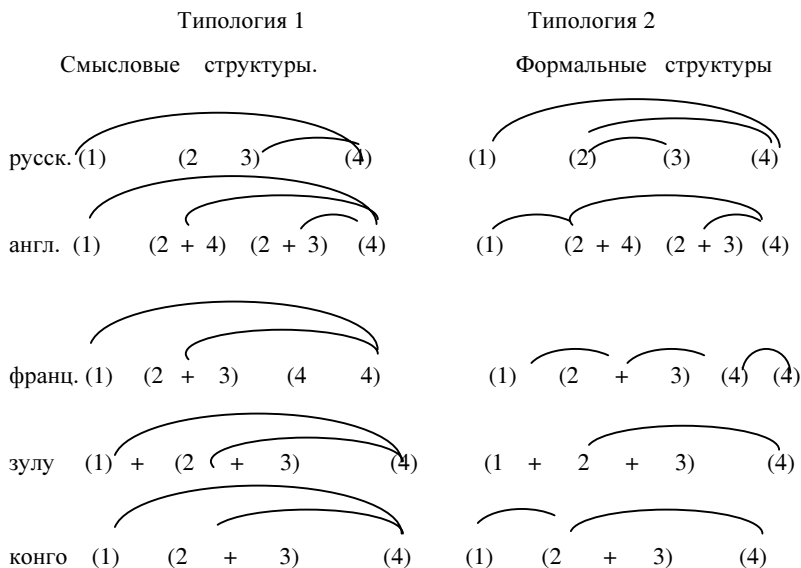 Типология 1 Типология 2
Смысловые структуры. Формальные структуры
русск. (1) (2 3) (4) (1) (2) (3) (4)
англ. (1) (2 + 4) (2 + 3) (4) (1) (2 + 4) (2 + 3) (4)
франц. (1) (2 + 3) (4 4) (1) (2 + 3) (4) (4)
зулу (1) + (2 + 3) (4) (1 + 2 + 3) (4)
конго (1) (2 + 3) (4) (1) (2 + 3) (4)